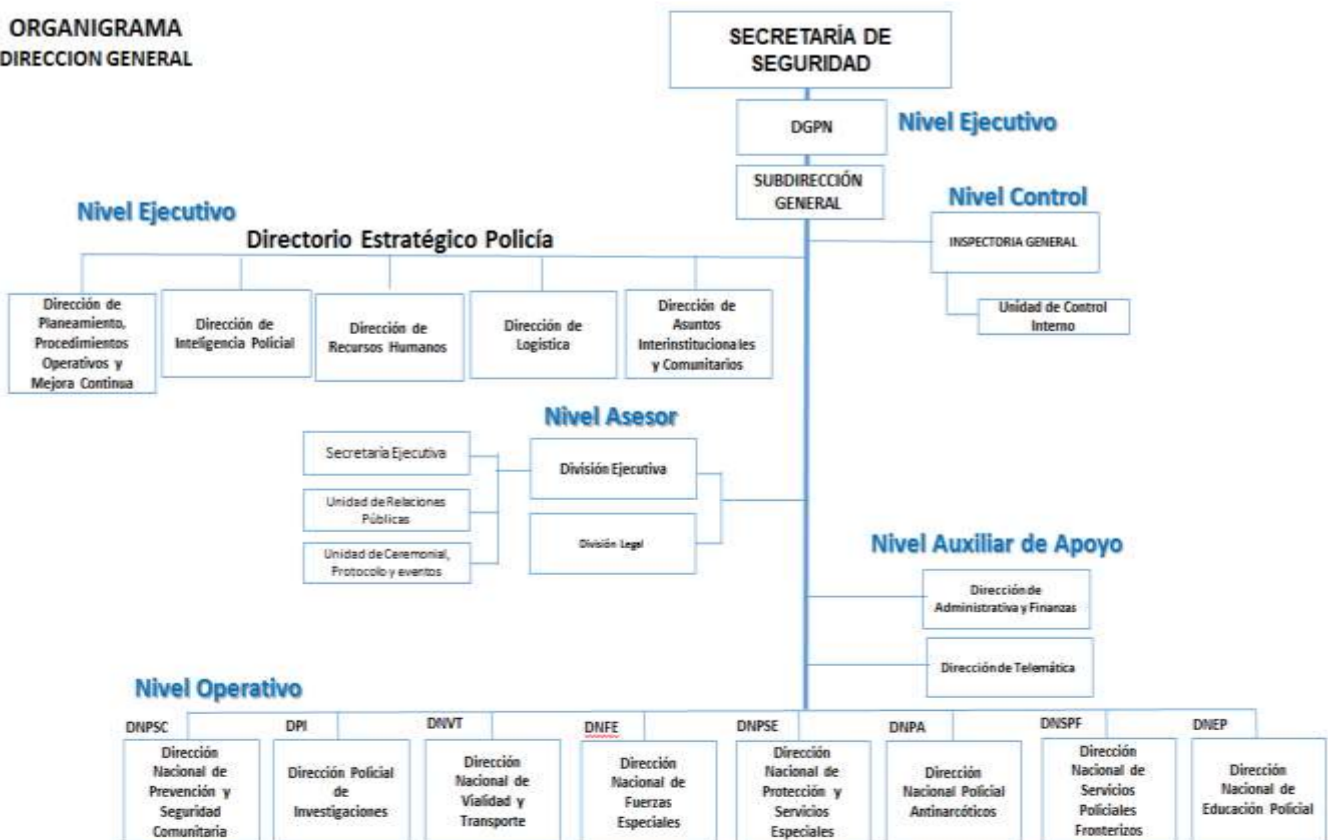 ORGANIGRAMA
DIRECCION GENERAL
SECRETARÍA DE
SEGURIDAD
DGPN
Nivel Ejecutivo
SUBDIRECCIÓN
GENERAL
Nivel Control
INSPECTORIA GENERAL
Unidad de Control
Interno
Nivel Ejecutivo
Directorio Estratégico Policía
Dirección de
Planeamiento,
Procedimientos
Operativos y
Mejora Continua
Dirección de
Inteligencia Policial
Dirección de
Recursos Humanos
Dirección de
Logística
Dirección de
Asuntos
Interinstitucionales
y Comunitarios
Nivel Asesor
Secretaría Ejecutiva
Unidad de Relaciones
Públicas
Unidad de Ceremonial,
Protocolo y eventos
División Ejecutiva
División Legal
Nivel Auxiliar de Apoyo
Dirección de
Administrativa y Finanzas
Dirección de Telemática
Nivel Operativo
DNPSC
Dirección
Nacional de
Prevención y
Seguridad
Comunitaria
DPI
Dirección Policial
de
Investigaciones
DNVT
Dirección
Nacional de
Vialidad y
Transporte
DNFE
Dirección
Nacional de
Fuerzas
Especiales
DNPSE
Dirección
Nacional de
Protección y
Servicios
Especiales
DNPA
Dirección
Nacional Policial
Antinarcóticos
DNSPF
Dirección
Nacional de
Servicios
Policiales
Fronterizos
DNEP
Dirección
Nacional de
Educación Policial